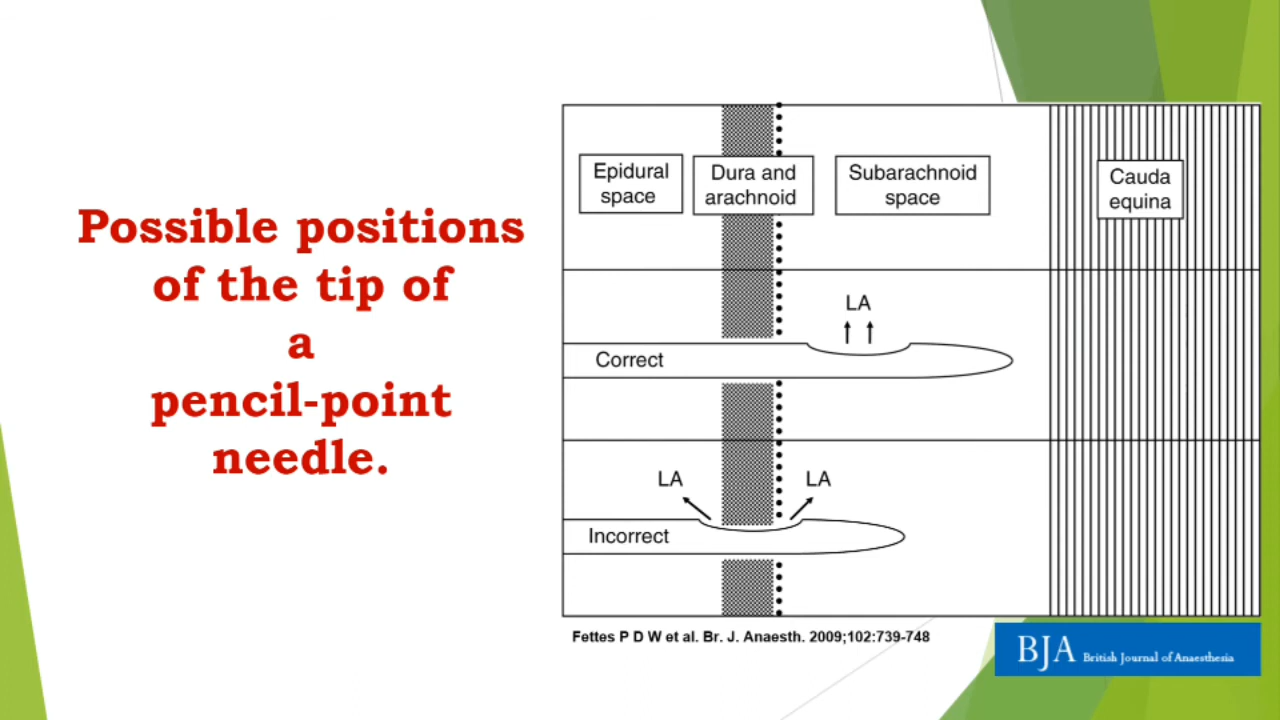 Possible positions
of the tip of
a
pencil-point
needle.
Epidural
space
Dura and
arachnoid
Subarachnoid
space
Cauda
equina
LA
Correct
LA
LA
Incorrect
Fettes P D W et al. Br. J. Anaesth. 2009;102:739-748
BJA British Journal of Anaesthesia